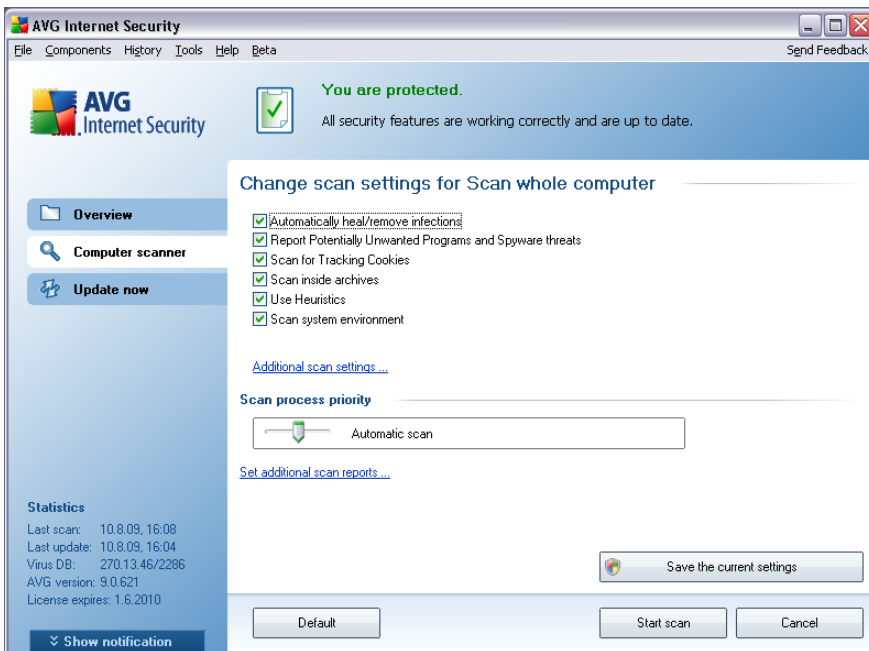 AVG Internet Security
File Components History Tools Help Beta Send Feedback
AVG
Internet Security
You are protected.
All security features are working correctly and are up to date.
Overview
Computer scanner
Update now
Change scan settings for Scan whole computer
Automatically heal/remove infections
Report Potentially Unwanted Programs and Spyware threats
Scan for Tracking Cookies
Scan inside archives
Use Heuristics
Scan system environment
Additional scan settings ...
Scan process priority
Automatic scan
Set additional scan reports ...
Statistics
Last scan: 10.8.09, 16:08
Last update: 10.8.09, 16:04
Virus DB: 270.13.46/2286
AVG version: 9.0.621
License expires: 1.6.2010
Show notification
Save the current settings
Default
Start scan
Cancel